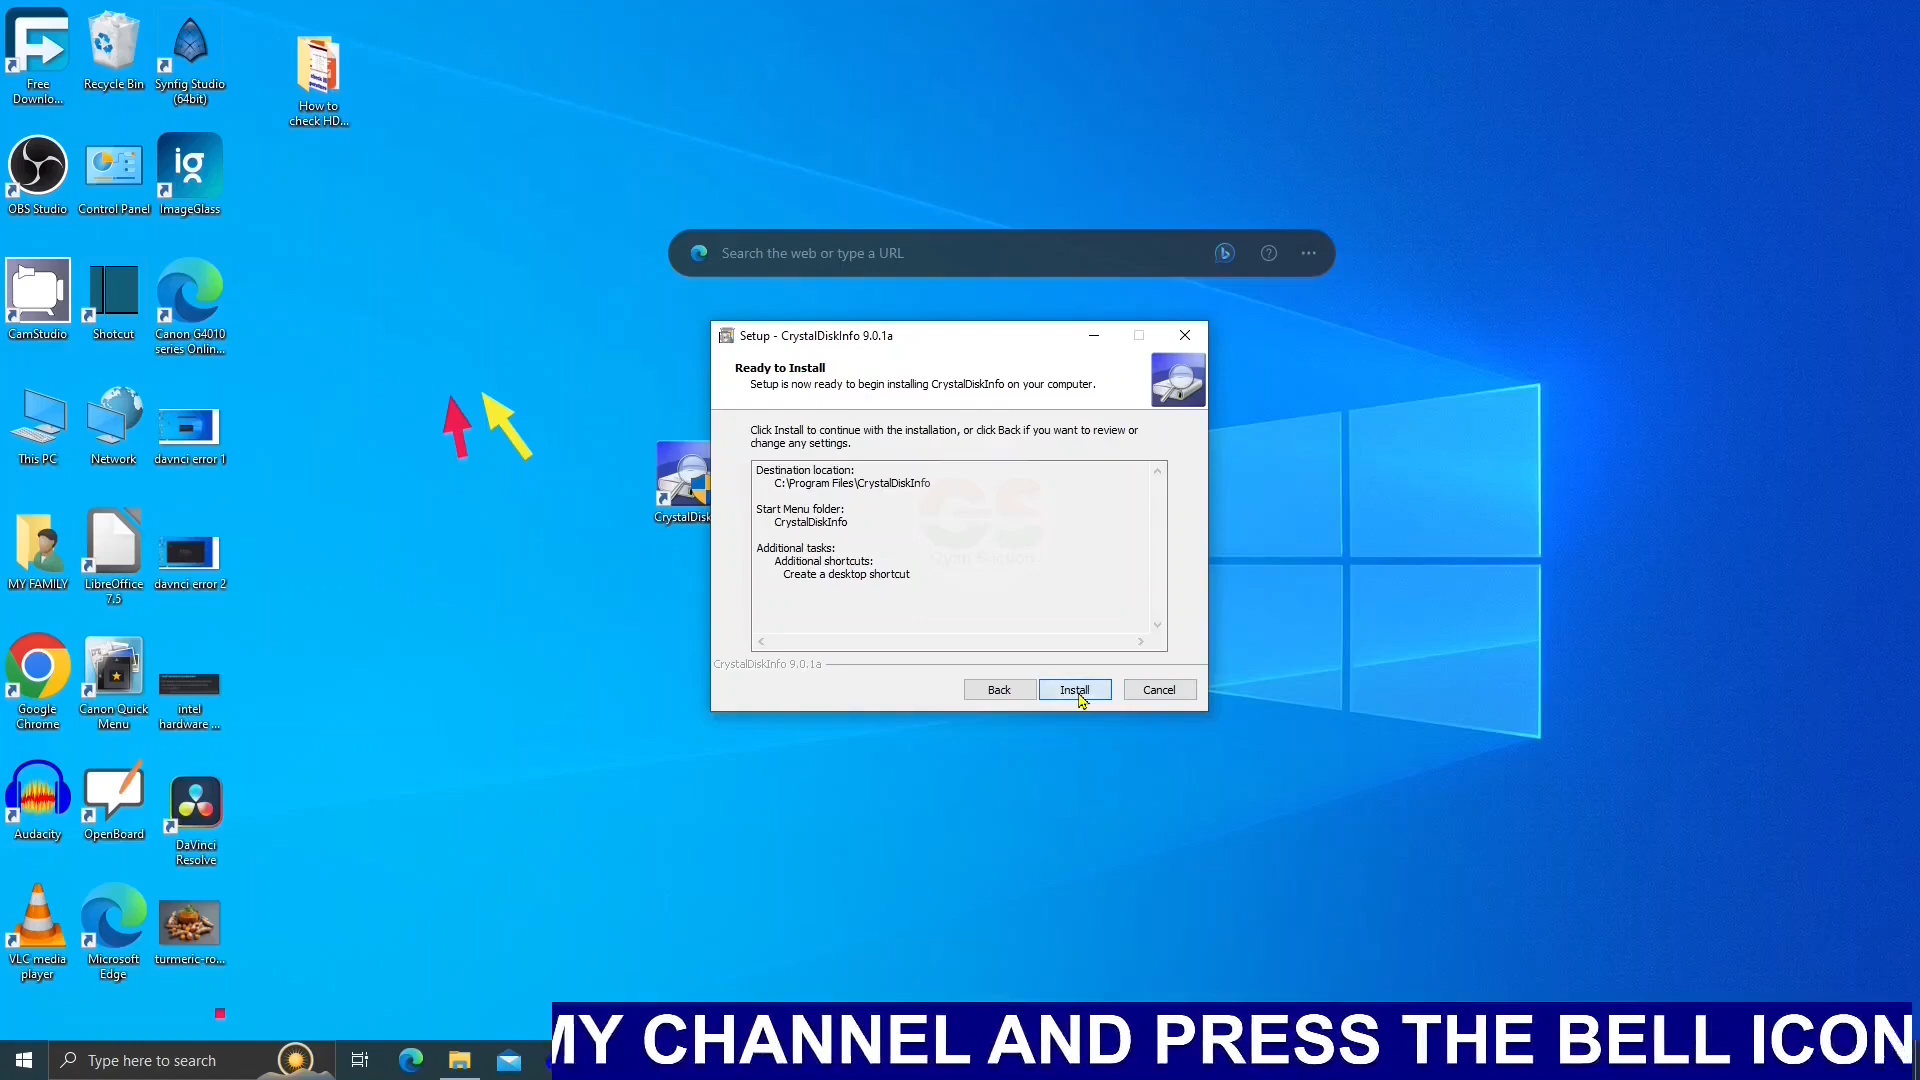 Free
Downlo...
Recycle Bin
Synfig Studio
(64bit)
How to
check HD...
OBS Studio
Control Panel
ig
ImageGlass
CamStudio
Shotcut
Canon G4010
series Onlin...
This PC
Network
davnci error 1
MY FAMILY
LibreOffice
7.5
davnci error 2
Google
Chrome
Canon Quick
Menu
intel
hardware ...
Audacity
OpenBoard
DaVinci
Resolve
VLC media
player
Microsoft
Edge
turmeric-ro...
Search the web or type a URL
CrystalDisk
Setup - CrystalDiskInfo 9.0.1a
Ready to Install
Setup is now ready to begin installing CrystalDiskInfo on your computer.
Click Install to continue with the installation, or click Back if you want to review or
change any settings.
Destination location:
C:\Program Files\CrystalDiskInfo
Start Menu folder:
CrystalDiskInfo
Additional tasks:
Additional shortcuts:
Create a desktop shortcut
GS
CrystalDiskInfo 9.0.1a
Back
Install
Cancel
MY CHANNEL AND PRESS THE BELL ICON
Type here to search